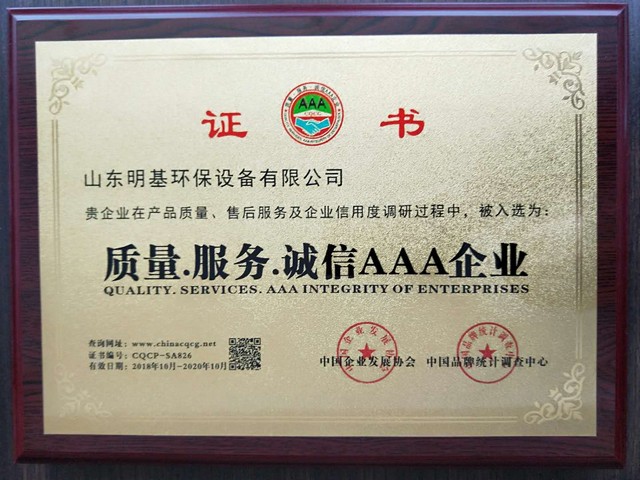 证 书
AAA
CQCG
山东明基环保设备有限公司
贵企业在产品质量、售后服务及企业信用度调研过程中，被入选为：
质量.服务.诚信AAA企业
QUALITY. SERVICES. AAA INTEGRITY OF ENTERPRISES
查询网址：www.chinacqcg.net
证书编号：CQCP-SA826
有效日期：2018年10月-2020年10月
中国企业发展协会 中国品牌统计调查中心